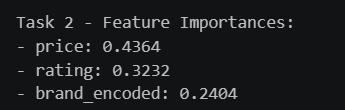 Task 2 - Feature Importances:
- price: 0.4364
- rating: 0.3232
- brand_encoded: 0.2404